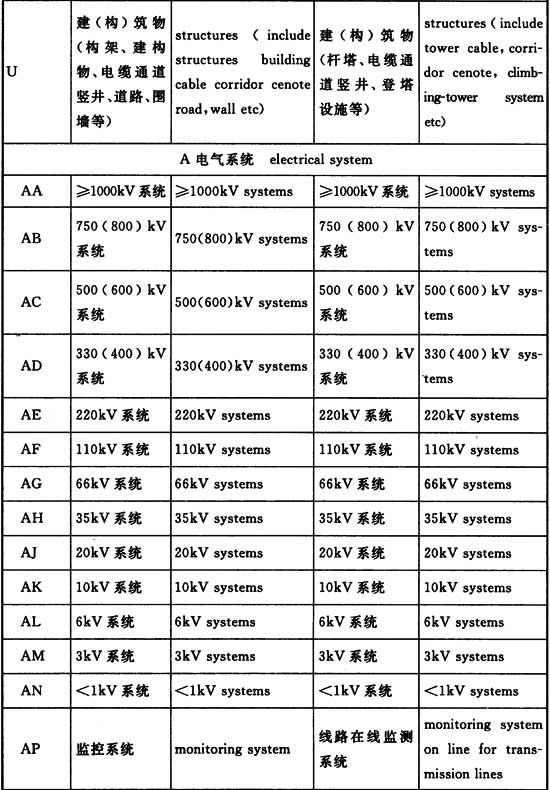 U
建(构)筑物
(构架、建构
物、电缆通道
竖井、道路、围
墙等)
structures ( include
structures building
cable corridor cenote
road,wall etc)
建(构)筑物
(杆塔、电缆通
道竖井、登塔
设施等)
structures ( include
tower cable, corri-
dor cenote, climb-
ing-tower system
etc)
A 电气系统 electrical system
AA
≥1000kV 系统
≥1000kV systems
≥1000kV 系统
≥1000kV systems
AB
750(800)kV
系统
750(800)kV systems
750(800)kV
系统
750(800)kV sys-
tems
AC
500(600)kV
系统
500(600)kV systems
500(600)kV
系统
500(600)kV sys-
tems
AD
330(400)kV
系统
330(400)kV systems
330(400)kV
系统
330(400)kV sys-
tems
AE
220kV 系统
220kV systems
220kV 系统
220kV systems
AF
110kV 系统
110kV systems
110kV 系统
110kV systems
AG
66kV 系统
66kV systems
66kV 系统
66kV systems
AH
35kV 系统
35kV systems
35kV 系统
35kV systems
AJ
20kV 系统
20kV systems
20kV 系统
20kV systems
AK
10kV 系统
10kV systems
10kV 系统
10kV systems
AL
6kV 系统
6kV systems
6kV 系统
6kV systems
AM
3kV 系统
3kV systems
3kV 系统
3kV systems
AN
<1kV 系统
<1kV systems
<1kV 系统
<1kV systems
AP
监控系统
monitoring system
线路在线监测
系统
monitoring system
on line for trans-
mission lines